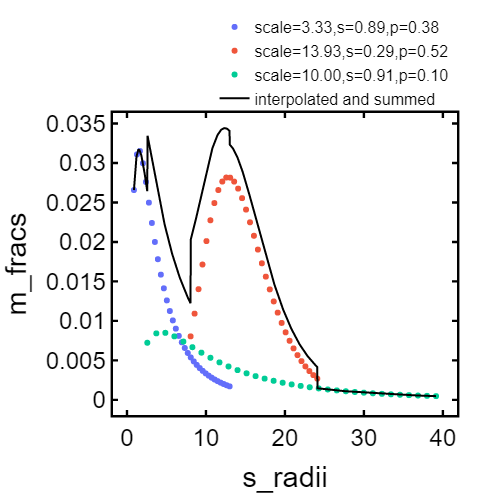 scale=3.33,s=0.89,p=0.38
scale=13.93,s=0.29,p=0.52
scale=10.00,s=0.91,p=0.10
interpolated and summed
0.035
0.03
0.025
0.02
0.015
0.01
0.005
0
m_fracs
0 10 20 30 40
s_radii